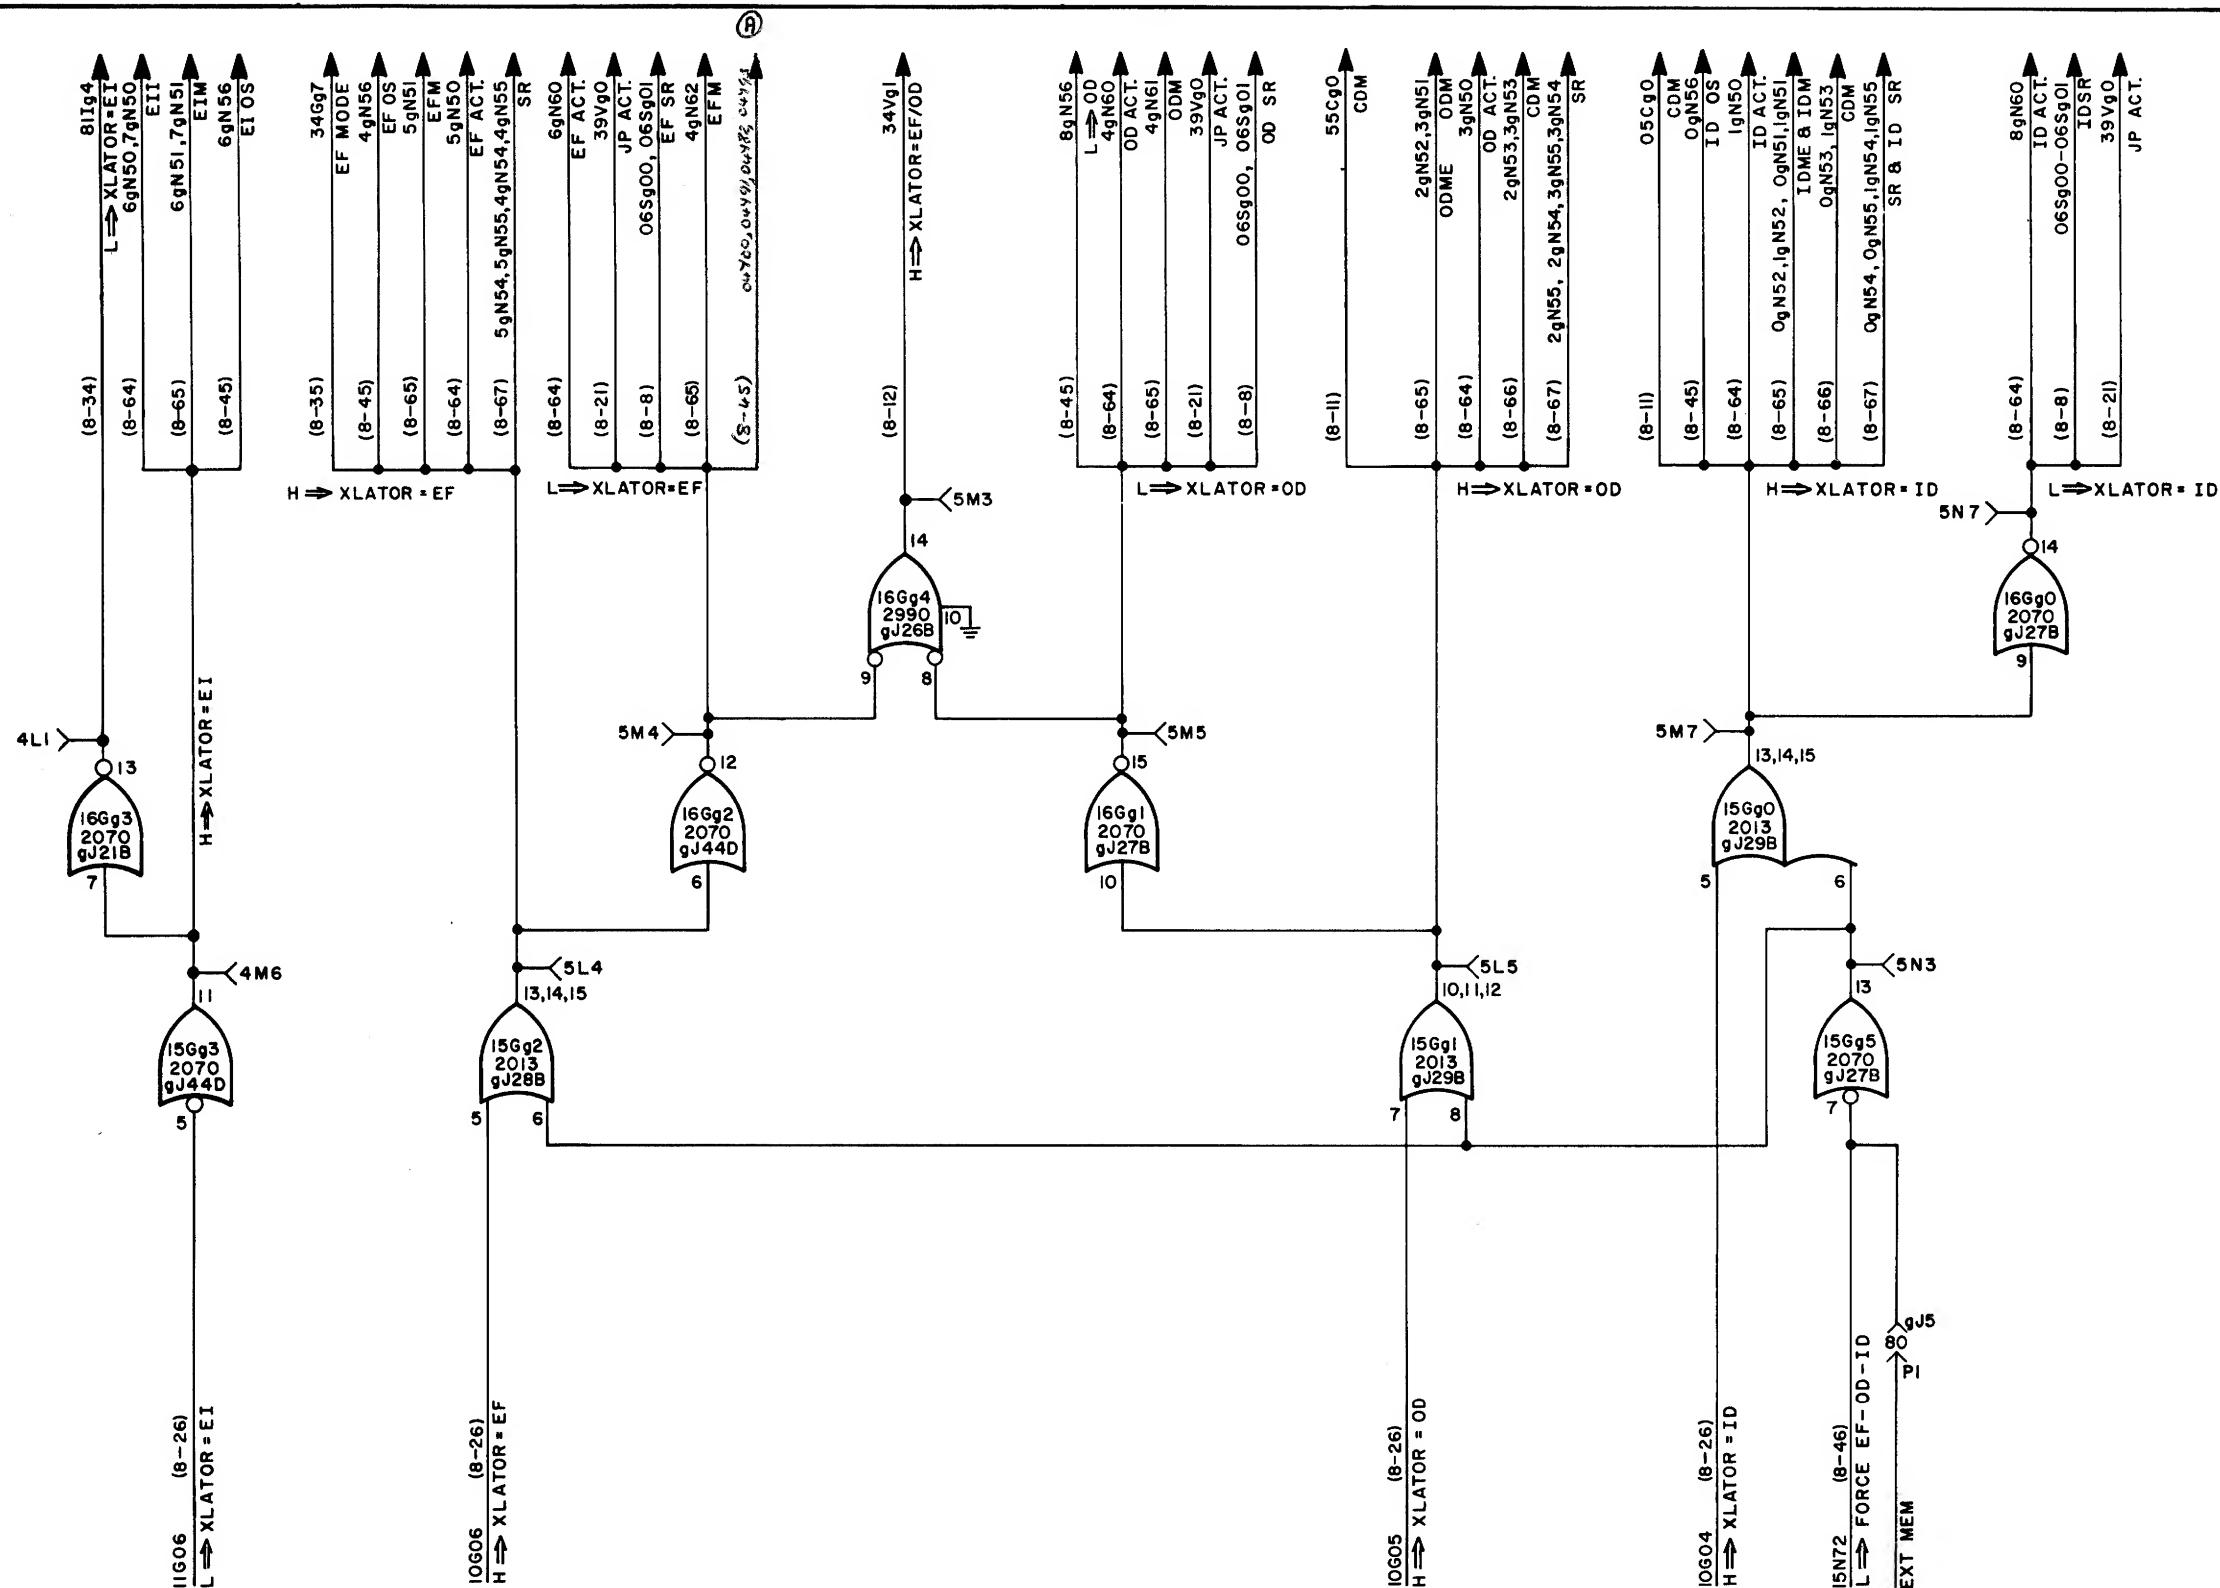 A
81Ig4
L⇒XLATOR=EI
6gN50,7gN50
EII
6gN51,7gN51
EIM
6gN56
EI OS
34Gg7
EF MODE
4gN56
EF OS
5gN51
EFM
5gN50
EF ACT.
5gN54,5gN55,4gN54,4gN55
SR
6gN60
EF ACT.
39Vg0
JP ACT.
06Sg00, 06Sg01
EF SR
4gN62
EFM
34Vg1
H⇒XLATOR=EF/OD
8gN56
L⇒OD
4gN60
OD ACT.
4gN61
ODM
39Vg0
JP ACT.
06Sg00, 06Sg01
OD SR
55Cg0
CDM
2gN52,3gN51
ODME ODM
3gN50
OD ACT.
2gN53,3gN53
CDM
2gN55, 2gN54,3gN55,3gN54
SR
05Cg0
CDM
0gN56
ID OS
1gN50
ID ACT.
0gN52,1gN52, 0gN51,1gN51
IDME & IDM
0gN53,1gN53
CDM
0gN54,0gN55,1gN54,1gN55
SR & ID SR
8gN60
ID ACT.
06Sg00-06Sg01
IDSR
39Vg0
JP ACT.
(8-34)
(8-64)
(8-65)
(8-45)
(8-35)
(8-45)
(8-65)
(8-64)
(8-67)
(8-64)
(8-21)
(8-8)
(8-65)
(8-45)
(8-12)
(8-45)
(8-64)
(8-65)
(8-21)
(8-8)
(8-11)
(8-65)
(8-64)
(8-66)
(8-67)
(8-11)
(8-45)
(8-64)
(8-65)
(8-66)
(8-67)
(8-64)
(8-8)
(8-21)
H⇒XLATOR=EF
L⇒XLATOR=EF
L⇒XLATOR=OD
H⇒XLATOR=OD
H⇒XLATOR=ID
L⇒XLATOR=ID
5M3
5N7
14
14
16Gg4
2990
gJ26B
10
9
8
16Gg0
2070
gJ27B
9
H⇒XLATOR=EI
4L1
5M4
5M5
5M7
13
12
15
13,14,15
16Gg3
2070
gJ21B
7
16Gg2
2070
gJ44D
6
16Gg1
2070
gJ27B
10
15Gg0
2013
gJ29B
5
6
4M6
5L4
5L5
5N3
11
13,14,15
10,11,12
13
15Gg3
2070
gJ44D
5
15Gg2
2013
gJ28B
5
6
15Gg1
2013
gJ29B
7
8
15Gg5
2070
gJ27B
7
gJ5
80
P1
11G06 (8-26)
L⇒XLATOR=EI
10G06 (8-26)
H⇒XLATOR=EF
10G05 (8-26)
H⇒XLATOR=OD
10G04 (8-26)
H⇒XLATOR=ID
15N72 (8-46)
L⇒FORCE EF-OD-ID
EXT MEM